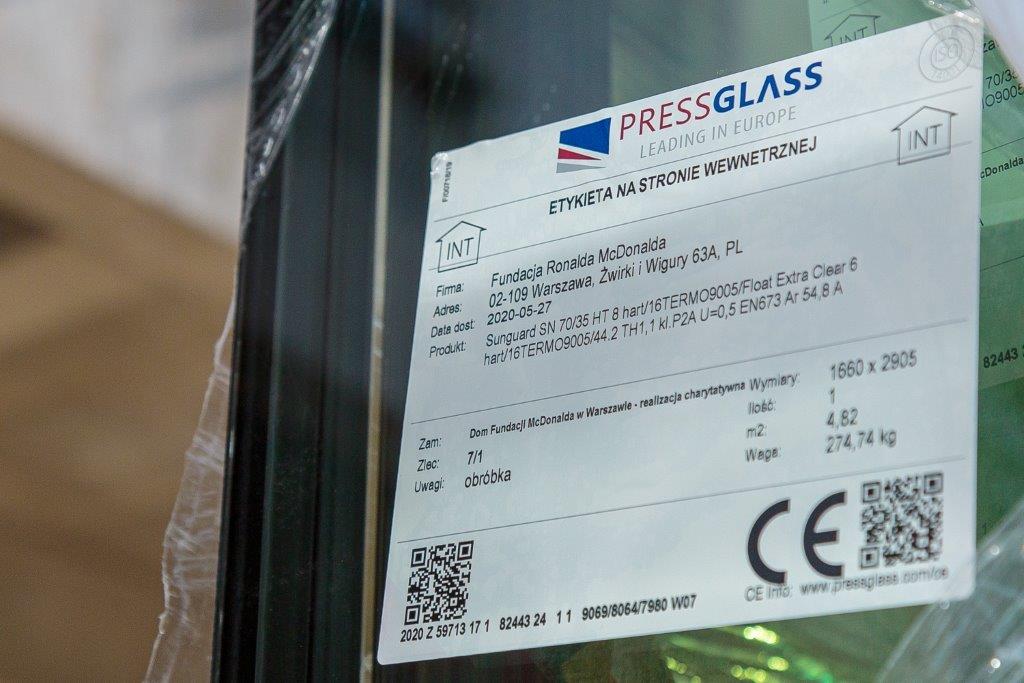 INT
ISO
PRESSGLASS
LEADING IN EUROPE
ETYKIETA NA STRONIE WEWNETRZNEJ
INT
INT
Firma: Fundacja Ronalda McDonalda
Adres: 02-109 Warszawa, Żwirki i Wigury 63A, PL
Data dost: 2020-05-27
Produkt: Sunguard SN 70/35 HT 8 hart/16TERMO9005/Float Extra Clear 6
hart/16TERMO9005/44.2 TH1,1 kl.P2A U=0,5 EN673 Ar 54,8 A
Zam: Dom Fundacji McDonalda w Warszawie - realizacja charytatywna
Zlec: 7/1
Uwagi: obróbka
Wymiary: 1660 x 2905
Ilość: 1
m2: 4,82
Waga: 274,74 kg
CE
CE Info: www.pressglass.com/ce
2020 Z 59713 17 1 82443 24 1 1 9069/8064/7980 W07
70/35
82443